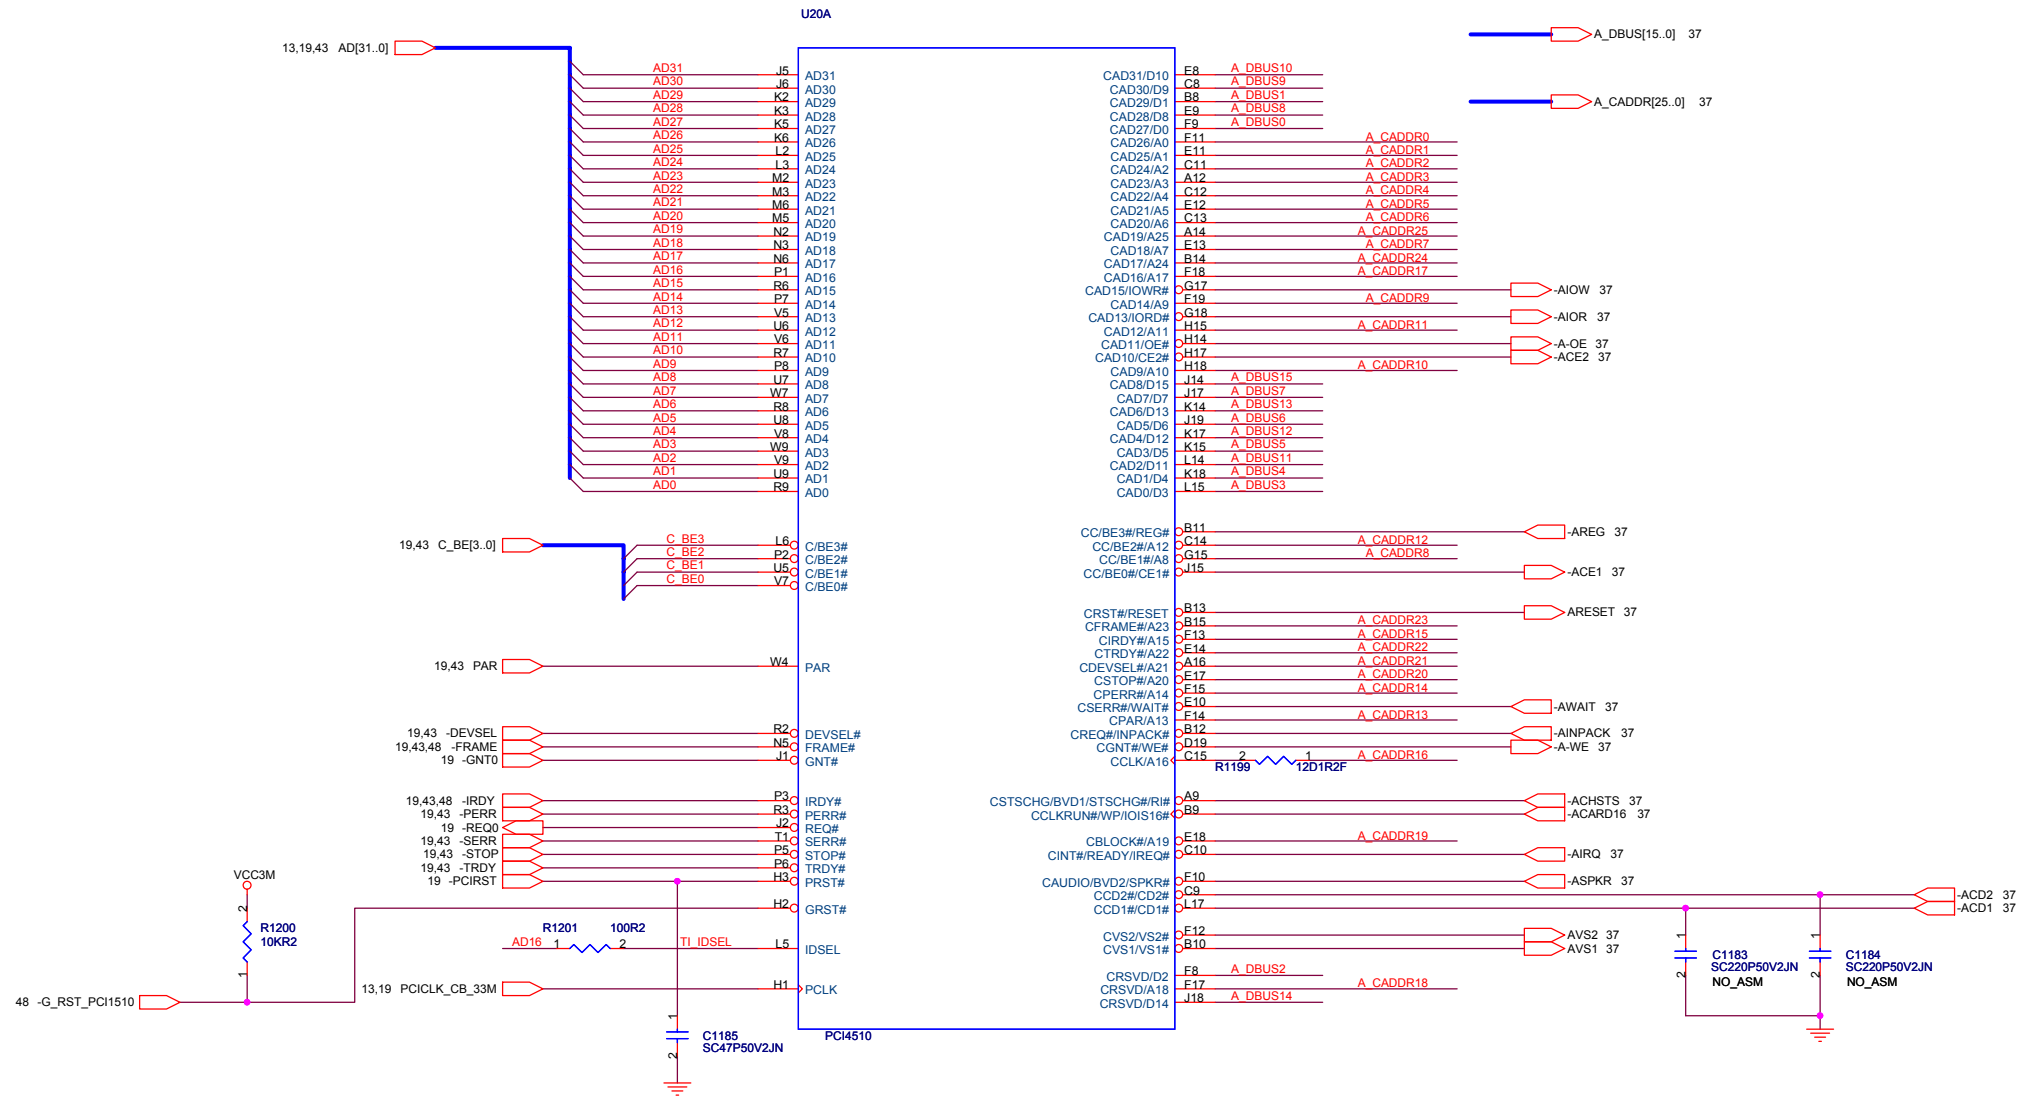 U20A
13,19,43 AD[31..0]
A_DBUS[15..0] 37
A_CADDR[25..0] 37
AD31 J5 AD31 CAD31/D10 E8 A_DBUS10
AD30 J6 AD30 CAD30/D9 C8 A_DBUS9
AD29 K2 AD29 CAD29/D1 B8 A_DBUS1
AD28 K3 AD28 CAD28/D8 E9 A_DBUS8
AD27 K5 AD27 CAD27/D0 F9 A_DBUS0
AD26 K6 AD26 CAD26/A0 F11 A_CADDR0
AD25 L2 AD25 CAD25/A1 E11 A_CADDR1
AD24 L3 AD24 CAD24/A2 C11 A_CADDR2
AD23 M2 AD23 CAD23/A3 A12 A_CADDR3
AD22 M3 AD22 CAD22/A4 C12 A_CADDR4
AD21 M6 AD21 CAD21/A5 E12 A_CADDR5
AD20 M5 AD20 CAD20/A6 C13 A_CADDR6
AD19 N2 AD19 CAD19/A25 A14 A_CADDR25
AD18 N3 AD18 CAD18/A7 E13 A_CADDR7
AD17 N6 AD17 CAD17/A24 B14 A_CADDR24
AD16 P1 AD16 CAD16/A17 F18 A_CADDR17
AD15 R6 AD15 CAD15/IOWR# G17 -AIOW 37
AD14 P7 AD14 CAD14/A9 F19 A_CADDR9
AD13 V5 AD13 CAD13/IORD# G18 -AIOR 37
AD12 U6 AD12 CAD12/A11 H15 A_CADDR11
AD11 V6 AD11 CAD11/OE# H14 -A-OE 37
AD10 R7 AD10 CAD10/CE2# H17 -ACE2 37
AD9 P8 AD9 CAD9/A10 H18 A_CADDR10
AD8 U7 AD8 CAD8/D15 J14 A_DBUS15
AD7 W7 AD7 CAD7/D7 J17 A_DBUS7
AD6 R8 AD6 CAD6/D13 K14 A_DBUS13
AD5 U8 AD5 CAD5/D6 J19 A_DBUS6
AD4 V8 AD4 CAD4/D12 K17 A_DBUS12
AD3 W9 AD3 CAD3/D5 K15 A_DBUS5
AD2 V9 AD2 CAD2/D11 L14 A_DBUS11
AD1 U9 AD1 CAD1/D4 K18 A_DBUS4
AD0 R9 AD0 CAD0/D3 L15 A_DBUS3
CC/BE3#/REG# B11 -AREG 37
19,43 C_BE[3..0] C_BE3 L6 C/BE3# CC/BE2#/A12 C14 A_CADDR12
C_BE2 P2 C/BE2# CC/BE1#/A8 G15 A_CADDR8
C_BE1 U5 C/BE1# CC/BE0#/CE1# J15 -ACE1 37
C_BE0 V7 C/BE0#
CRST#/RESET B13 ARESET 37
CFRAME#/A23 B15 A_CADDR23
CIRDY#/A15 F13 A_CADDR15
CTRDY#/A22 E14 A_CADDR22
19,43 PAR W4 PAR CDEVSEL#/A21 A16 A_CADDR21
CSTOP#/A20 E17 A_CADDR20
CPERR#/A14 F15 A_CADDR14
CSERR#/WAIT# E10 -AWAIT 37
CPAR/A13 F14 A_CADDR13
19,43 -DEVSEL R2 DEVSEL# CREQ#/INPACK# B12 -AINPACK 37
19,43,48 -FRAME N5 FRAME# CGNT#/WE# D19 -A-WE 37
19 -GNT0 J1 GNT# CCLK/A16 C15 2 1 A_CADDR16
R1199 12D1R2F
19,43,48 -IRDY P3 IRDY# CSTSCHG/BVD1/STSCHG#/RI# A9 -ACHSTS 37
19,43 -PERR R3 PERR# CCLKRUN#/WP/IOIS16# B9 -ACARD16 37
19 -REQ0 J2 REQ#
19,43 -SERR T1 SERR# CBLOCK#/A19 E18 A_CADDR19
19,43 -STOP P5 STOP# CINT#/READY/IREQ# C10 -AIRQ 37
19,43 -TRDY P6 TRDY#
19 -PCIRST H3 PRST# CAUDIO/BVD2/SPKR# F10 -ASPKR 37
VCC3M
CCD2#/CD2# C9 -ACD2 37
H2 GRST# CCD1#/CD1# L17 -ACD1 37
2 R1200
10KR2
1
R1201 100R2
CVS2/VS2# F12 AVS2 37
AD16 1 2 TI_IDSEL L5 IDSEL CVS1/VS1# B10 AVS1 37
1 C1183
SC220P50V2JN
2 NO_ASM
1 C1184
SC220P50V2JN
2 NO_ASM
CRSVD/D2 F8 A_DBUS2
13,19 PCICLK_CB_33M H1 PCLK CRSVD/A18 F17 A_CADDR18
48 -G_RST_PCI1510 CRSVD/D14 J18 A_DBUS14
1 C1185
SC47P50V2JN
2
PCI4510